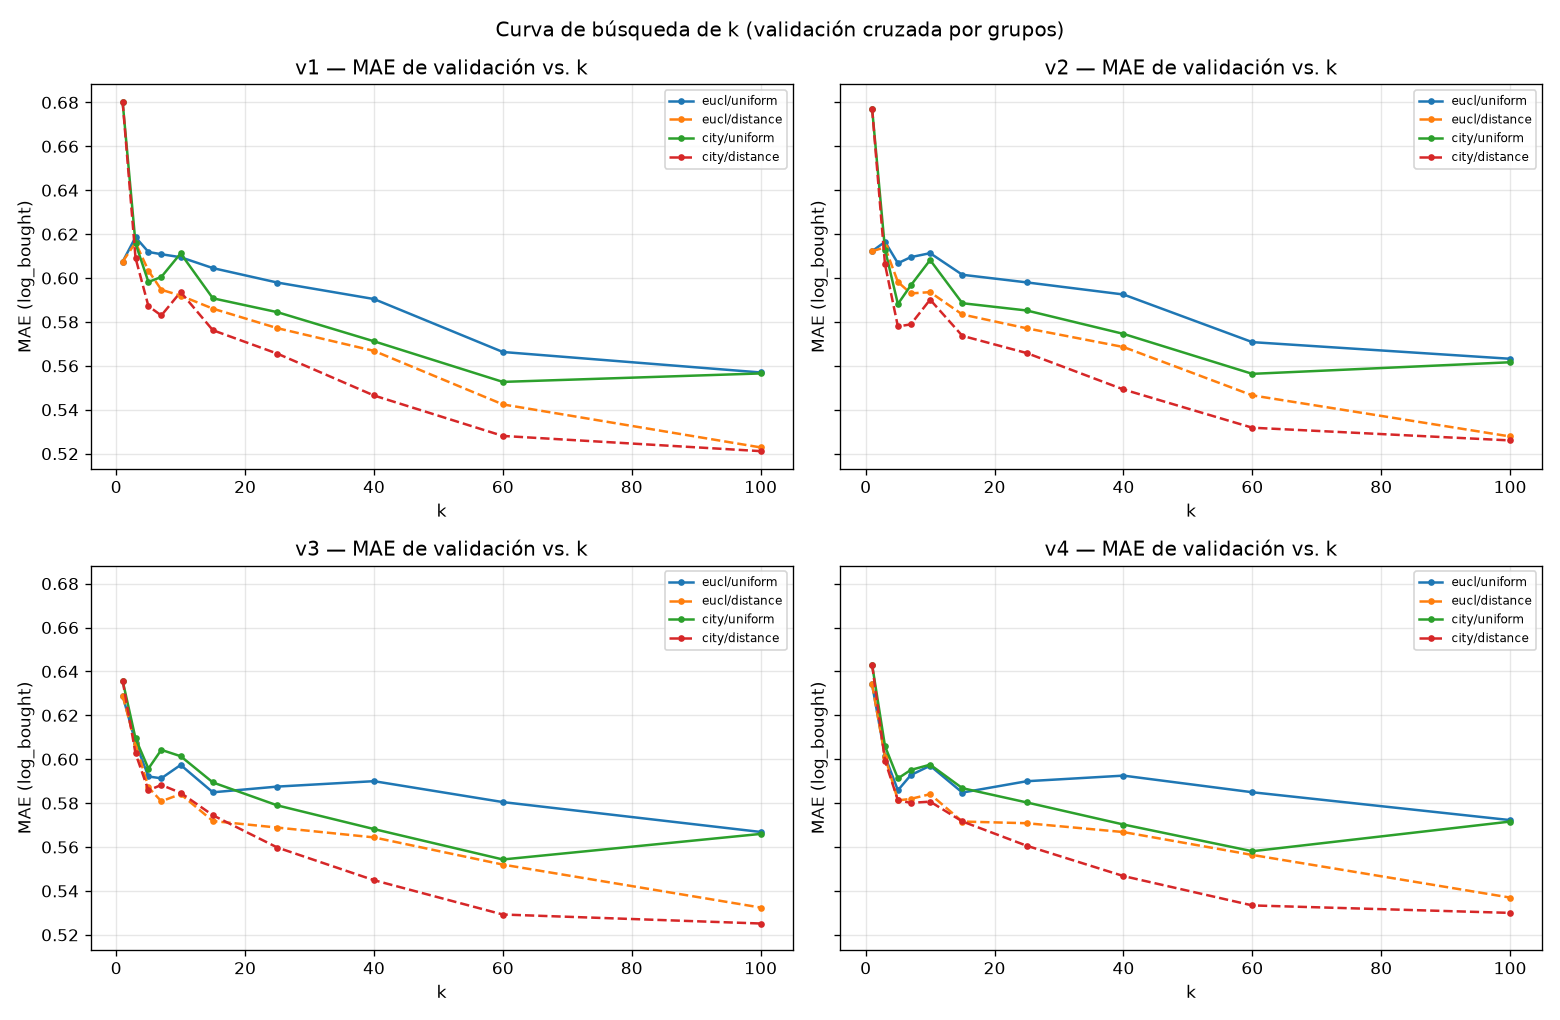 Curva de búsqueda de k (validación cruzada por grupos)
v1 — MAE de validación vs. k
MAE (log_bought)
0.68
0.66
0.64
0.62
0.60
0.58
0.56
0.54
0.52
0 20 40 60 80 100
k
eucl/uniform
eucl/distance
city/uniform
city/distance
v2 — MAE de validación vs. k
MAE (log_bought)
0 20 40 60 80 100
k
eucl/uniform
eucl/distance
city/uniform
city/distance
v3 — MAE de validación vs. k
MAE (log_bought)
0.68
0.66
0.64
0.62
0.60
0.58
0.56
0.54
0.52
0 20 40 60 80 100
k
eucl/uniform
eucl/distance
city/uniform
city/distance
v4 — MAE de validación vs. k
MAE (log_bought)
0 20 40 60 80 100
k
eucl/uniform
eucl/distance
city/uniform
city/distance